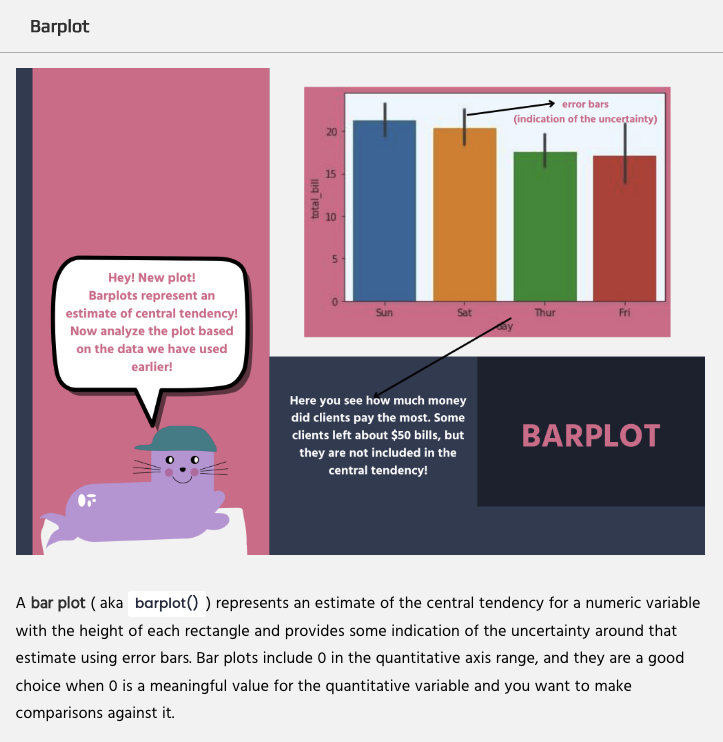 Barplot
Hey! New plot!
Barplots represent an
estimate of central tendency!
Now analyze the plot based
on the data we have used
earlier!
error bars
(indication of the uncertainty)
total_bill
20
15
10
5
0
Sun Sat Thur Fri
day
Here you see how much money
did clients pay the most. Some
clients left about $50 bills, but
they are not included in the
central tendency!
BARPLOT
A bar plot ( aka barplot() ) represents an estimate of the central tendency for a numeric variable
with the height of each rectangle and provides some indication of the uncertainty around that
estimate using error bars. Bar plots include 0 in the quantitative axis range, and they are a good
choice when 0 is a meaningful value for the quantitative variable and you want to make
comparisons against it.